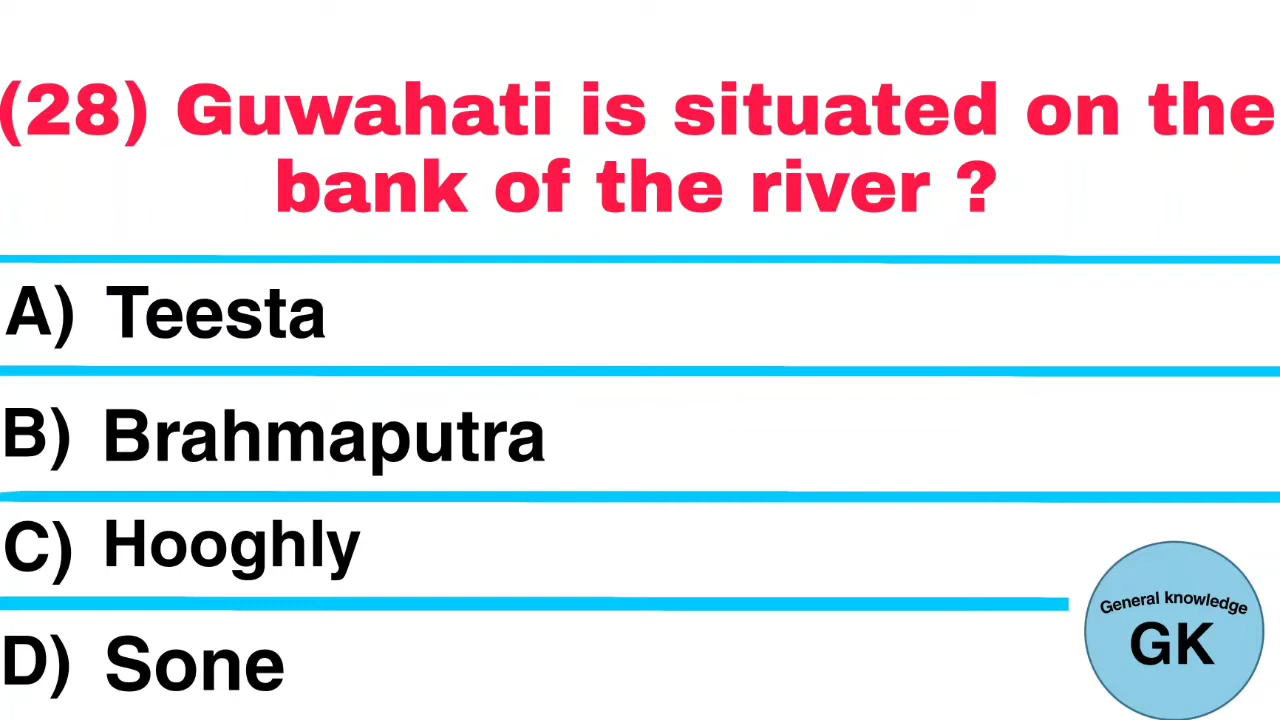 (28) Guwahati is situated on the
bank of the river ?
A) Teesta
B) Brahmaputra
C) Hooghly
D) Sone
General knowledge
GK